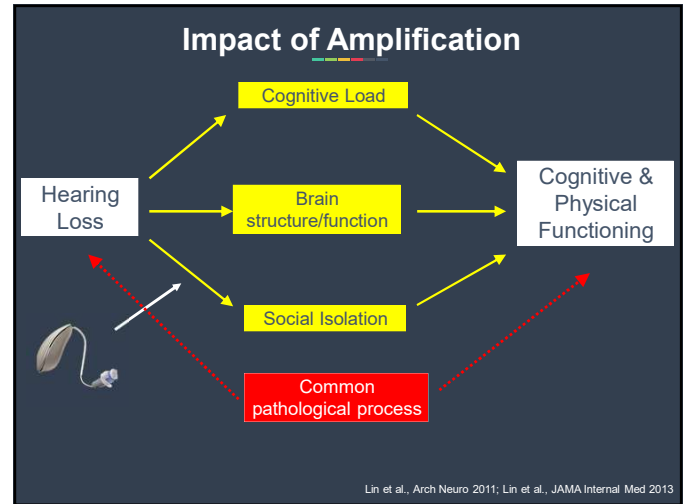 Impact of Amplification
Cognitive Load
Hearing
Loss
Brain
structure/function
Cognitive &
Physical
Functioning
Social Isolation
Common
pathological process
Lin et al., Arch Neuro 2011; Lin et al., JAMA Internal Med 2013